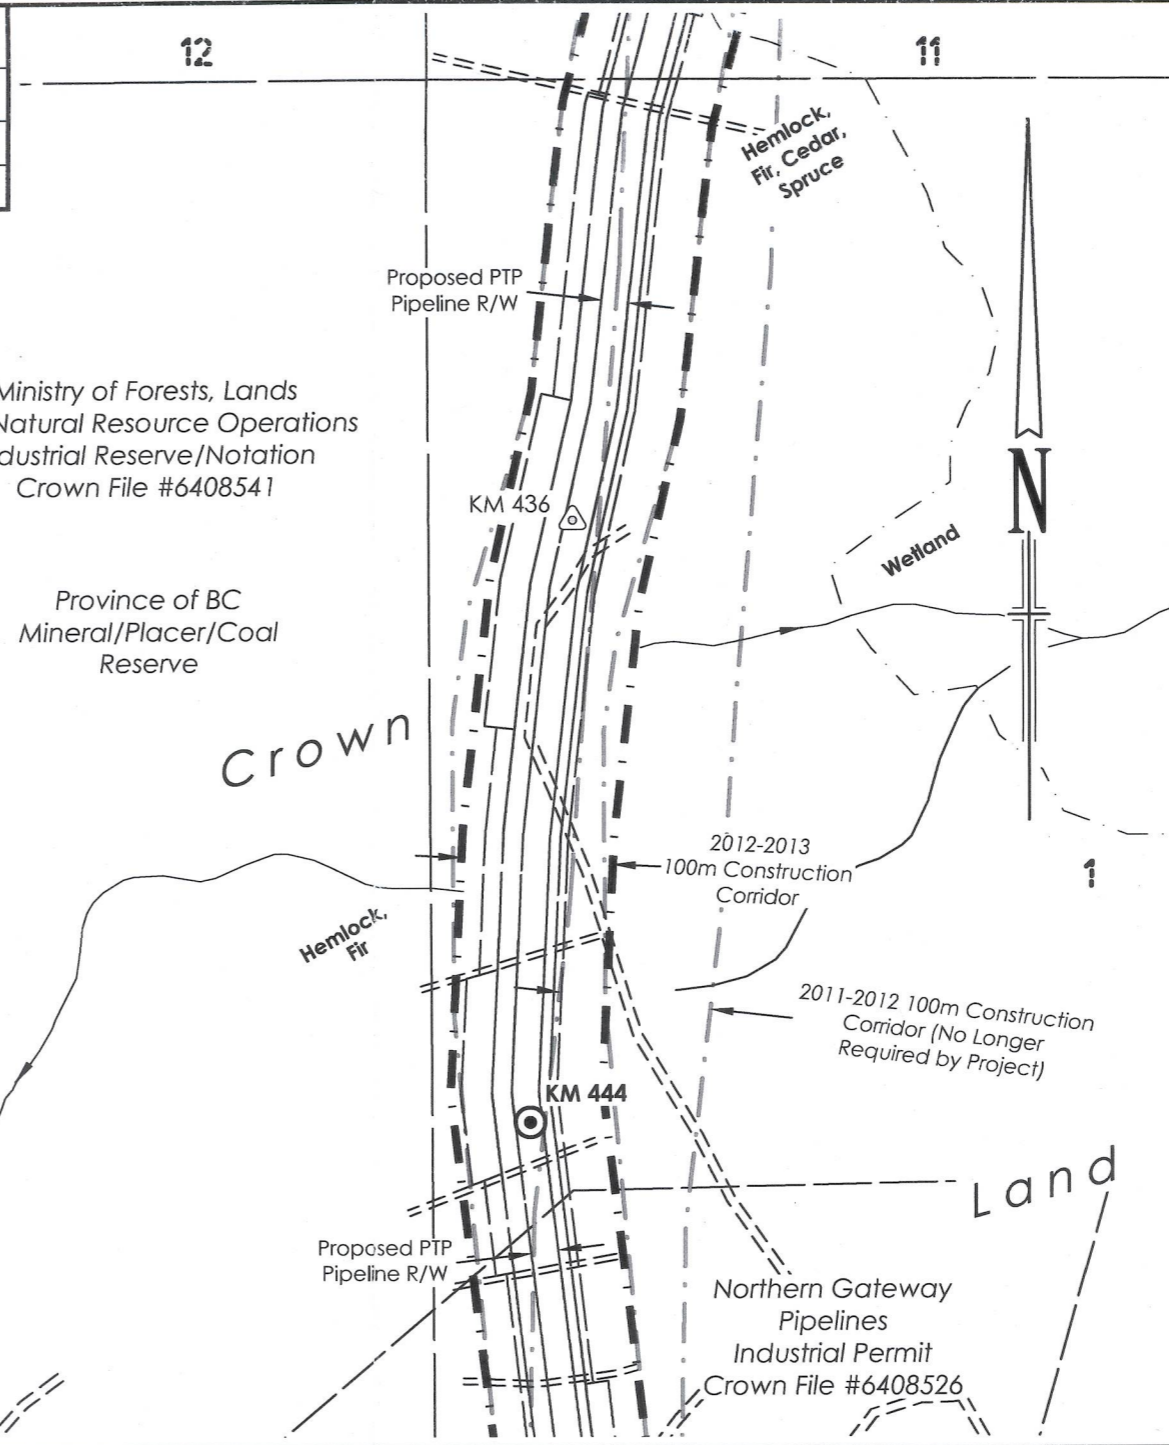 12
11
Hemlock,
Fir, Cedar,
Spruce
Proposed PTP
Pipeline R/W
Ministry of Forests, Lands
Natural Resource Operations
dustrial Reserve/Notation
Crown File #6408541
KM 436
N
Wetland
Province of BC
Mineral/Placer/Coal
Reserve
Crown
2012-2013
100m Construction
Corridor
1
Hemlock,
Fir
2011-2012 100m Construction
Corridor (No Longer
Required by Project)
KM 444
Land
Proposed PTP
Pipeline R/W
Northern Gateway
Pipelines
Industrial Permit
Crown File #6408526